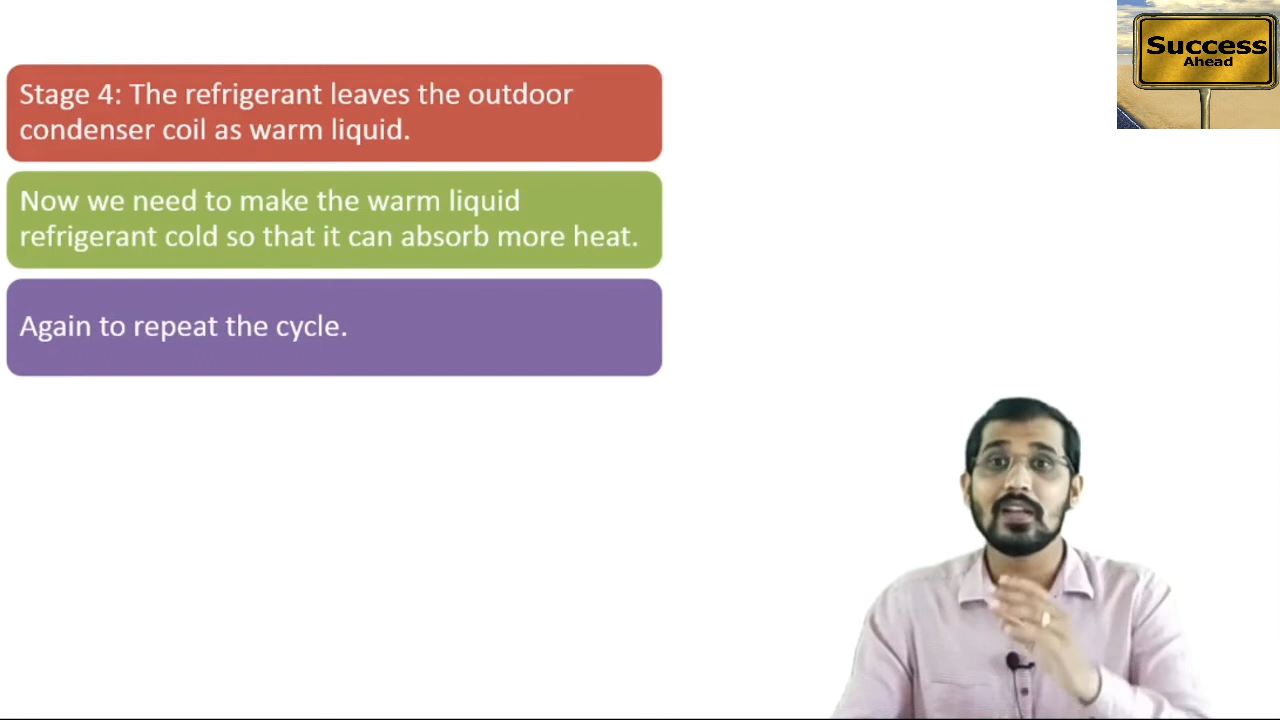 Success
Ahead
Stage 4: The refrigerant leaves the outdoor
condenser coil as warm liquid.
Now we need to make the warm liquid
refrigerant cold so that it can absorb more heat.
Again to repeat the cycle.